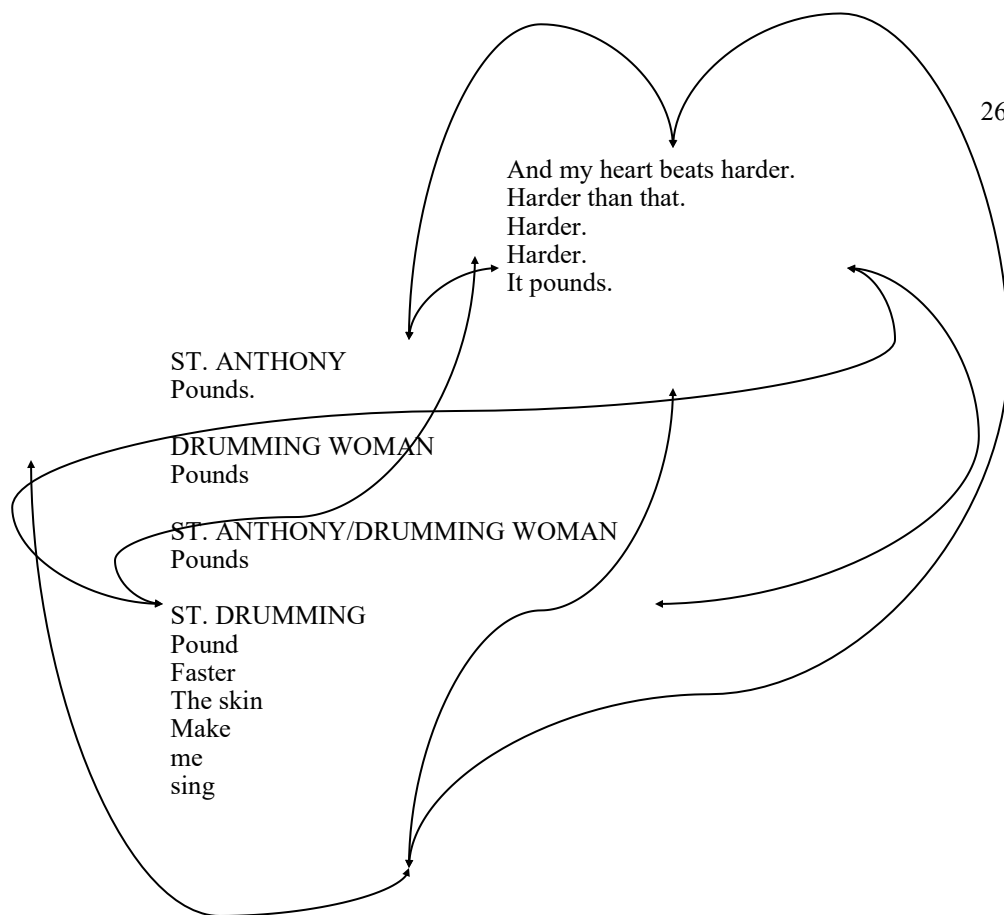 26
And my heart beats harder.
Harder than that.
Harder.
Harder.
It pounds.
ST. ANTHONY
Pounds.
DRUMMING WOMAN
Pounds
ST. ANTHONY/DRUMMING WOMAN
Pounds
ST. DRUMMING
Pound
Faster
The skin
Make
me
sing